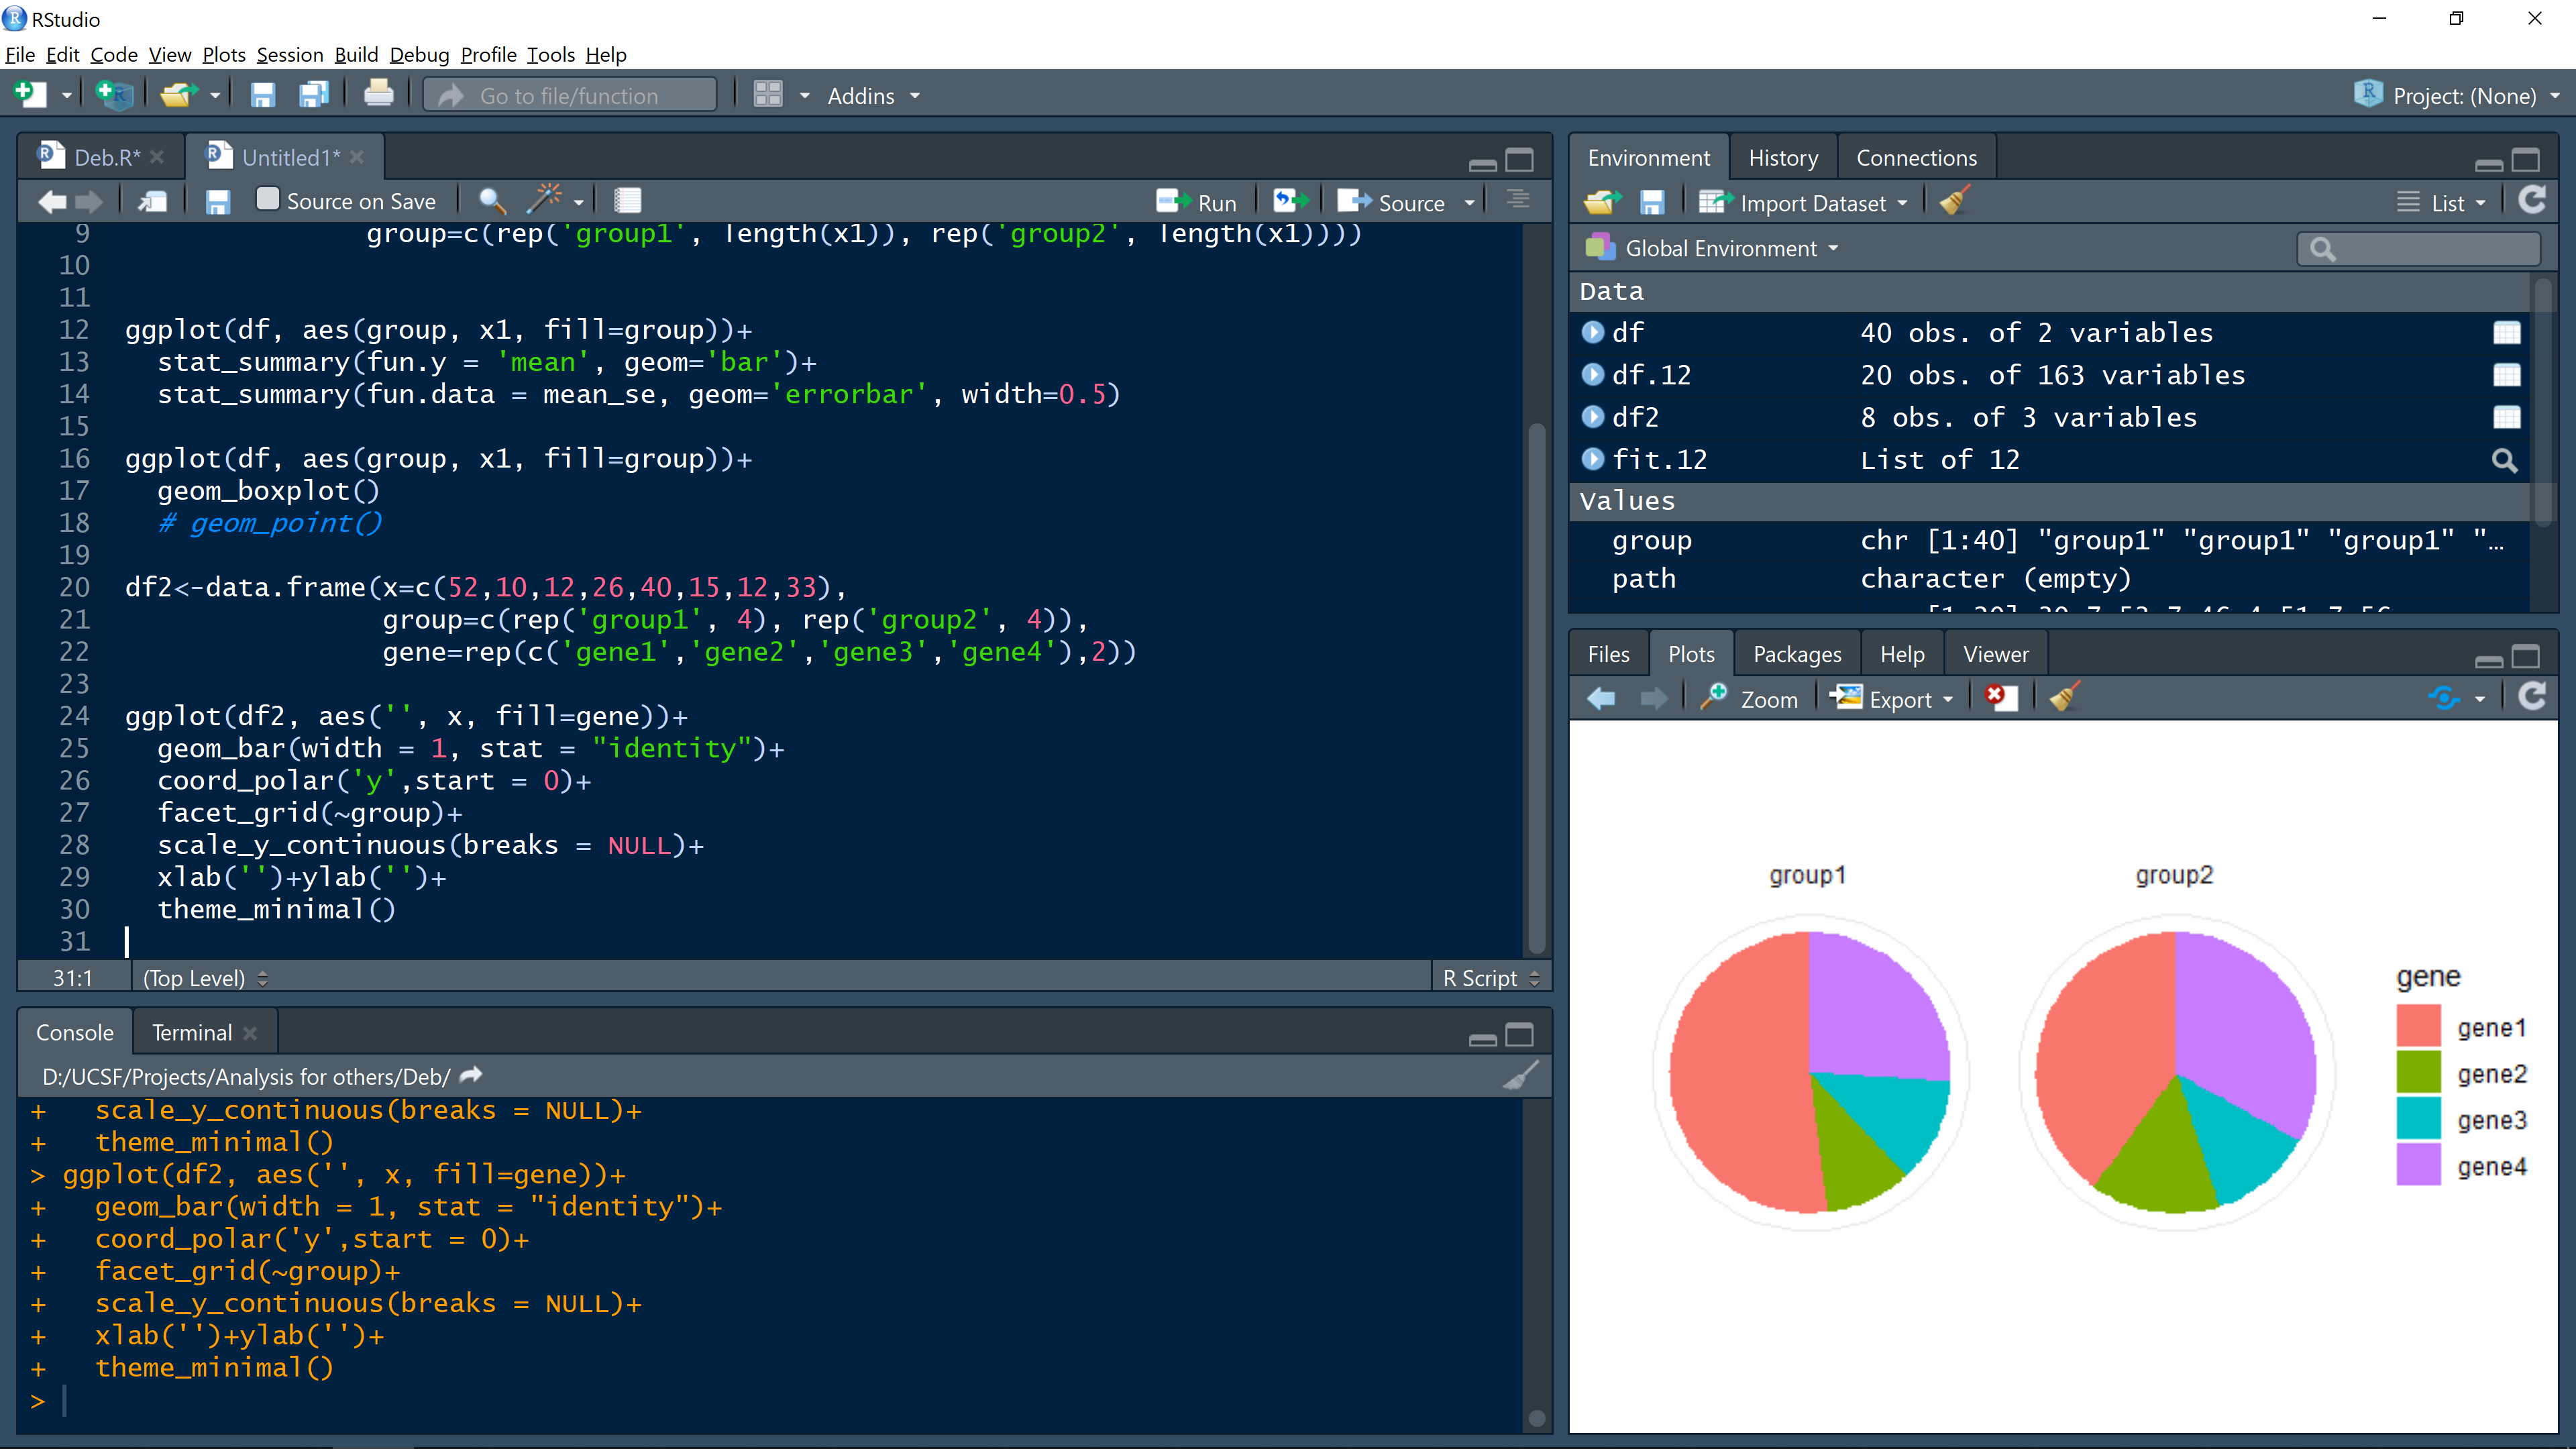 RStudio
File Edit Code View Plots Session Build Debug Profile Tools Help
Go to file/function
Addins
Project: (None)
Deb.R*
Untitled1*
Source on Save
Run
Source
9 group=c(rep('group1', length(x1)), rep('group2', length(x1))))
10
11
12 ggplot(df, aes(group, x1, fill=group))+
13 stat_summary(fun.y = 'mean', geom='bar')+
14 stat_summary(fun.data = mean_se, geom='errorbar', width=0.5)
15
16 ggplot(df, aes(group, x1, fill=group))+
17 geom_boxplot()
18 # geom_point()
19
20 df2<-data.frame(x=c(52,10,12,26,40,15,12,33),
21 group=c(rep('group1', 4), rep('group2', 4)),
22 gene=rep(c('gene1','gene2','gene3','gene4'),2))
23
24 ggplot(df2, aes('', x, fill=gene))+
25 geom_bar(width = 1, stat = "identity")+
26 coord_polar('y',start = 0)+
27 facet_grid(~group)+
28 scale_y_continuous(breaks = NULL)+
29 xlab('')+ylab('')+
30 theme_minimal()
31
31:1 (Top Level) R Script
Console Terminal
D:/UCSF/Projects/Analysis for others/Deb/
+ scale_y_continuous(breaks = NULL)+
+ theme_minimal()
> ggplot(df2, aes('', x, fill=gene))+
+ geom_bar(width = 1, stat = "identity")+
+ coord_polar('y',start = 0)+
+ facet_grid(~group)+
+ scale_y_continuous(breaks = NULL)+
+ xlab('')+ylab('')+
+ theme_minimal()
>
Environment History Connections
Import Dataset
List
Global Environment
Data
df 40 obs. of 2 variables
df.12 20 obs. of 163 variables
df2 8 obs. of 3 variables
fit.12 List of 12
Values
group chr [1:40] "group1" "group1" "group1" "...
path character (empty)
Files Plots Packages Help Viewer
Zoom
Export
group1
group2
gene
gene1
gene2
gene3
gene4